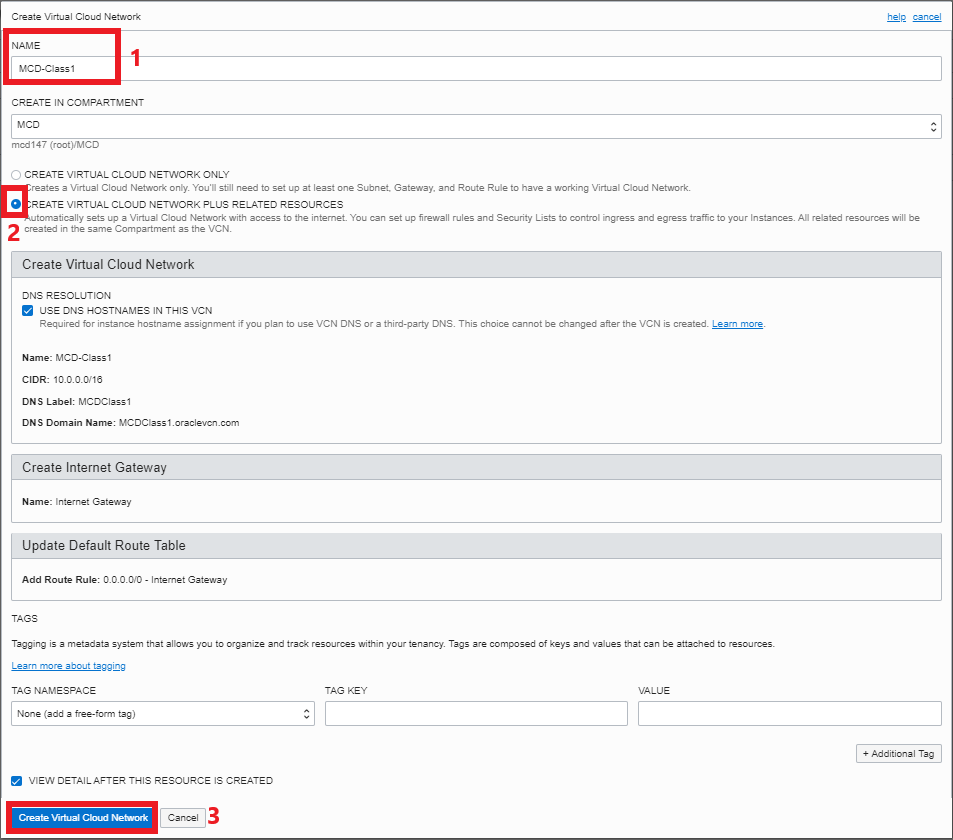 Create Virtual Cloud Network
help cancel
NAME
1
MCD-Class1
CREATE IN COMPARTMENT
MCD
mcd147 (root)/MCD
CREATE VIRTUAL CLOUD NETWORK ONLY
Creates a Virtual Cloud Network only. You'll still need to set up at least one Subnet, Gateway, and Route Rule to have a working Virtual Cloud Network.
CREATE VIRTUAL CLOUD NETWORK PLUS RELATED RESOURCES
2
Automatically sets up a Virtual Cloud Network with access to the internet. You can set up firewall rules and Security Lists to control ingress and egress traffic to your Instances. All related resources will be
created in the same Compartment as the VCN.
Create Virtual Cloud Network
DNS RESOLUTION
USE DNS HOSTNAMES IN THIS VCN
Required for instance hostname assignment if you plan to use VCN DNS or a third-party DNS. This choice cannot be changed after the VCN is created. Learn more.
Name: MCD-Class1
CIDR: 10.0.0.0/16
DNS Label: MCDClass1
DNS Domain Name: MCDClass1.oraclevcn.com
Create Internet Gateway
Name: Internet Gateway
Update Default Route Table
Add Route Rule: 0.0.0.0/0 - Internet Gateway
TAGS
Tagging is a metadata system that allows you to organize and track resources within your tenancy. Tags are composed of keys and values that can be attached to resources.
Learn more about tagging
TAG NAMESPACE TAG KEY VALUE
None (add a free-form tag)
+ Additional Tag
VIEW DETAIL AFTER THIS RESOURCE IS CREATED
Create Virtual Cloud Network Cancel 3